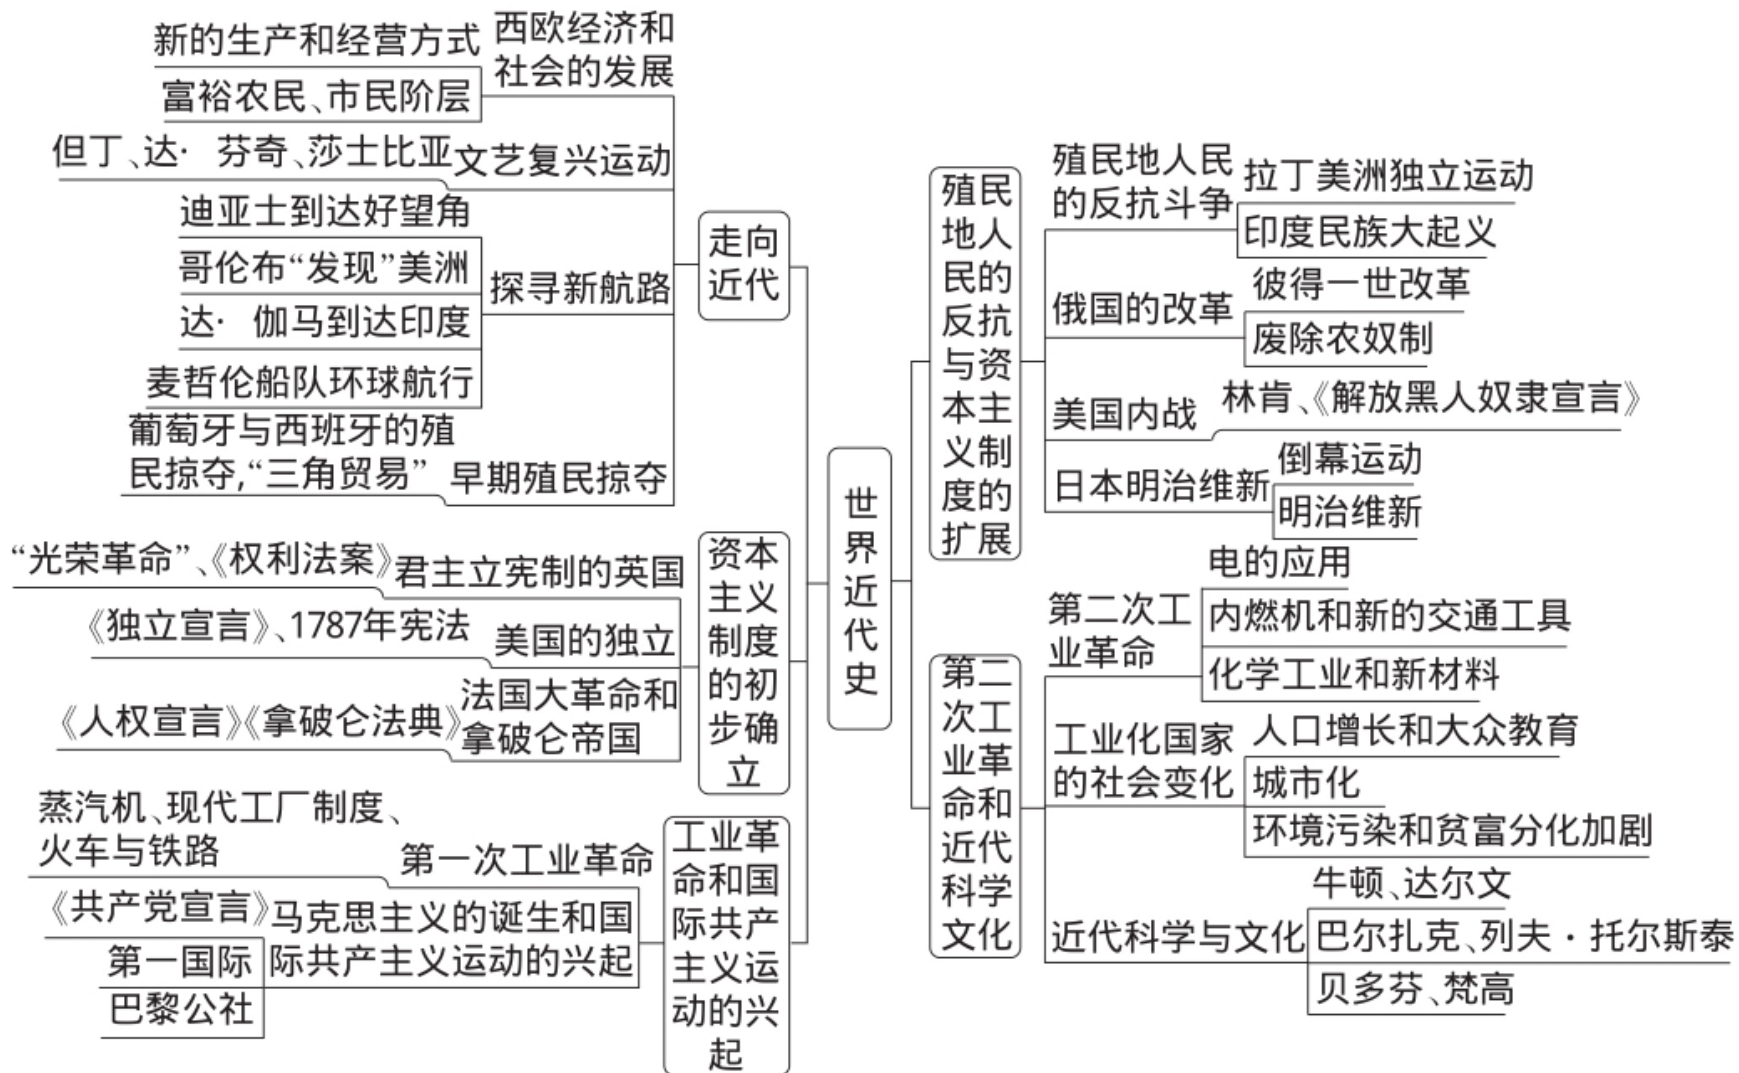 新的生产和经营方式
富裕农民、市民阶层
西欧经济和
社会的发展
但丁、达· 芬奇、莎士比亚
文艺复兴运动
迪亚士到达好望角
哥伦布“发现”美洲
达· 伽马到达印度
麦哲伦船队环球航行
探寻新航路
葡萄牙与西班牙的殖
民掠夺,“三角贸易”
早期殖民掠夺
走向
近代
“光荣革命”、《权利法案》
君主立宪制的英国
《独立宣言》、1787年宪法
美国的独立
《人权宣言》《拿破仑法典》
法国大革命和
拿破仑帝国
资本
主义
制度
的初
步确
立
蒸汽机、现代工厂制度、
火车与铁路
第一次工业革命
《共产党宣言》
第一国际
巴黎公社
马克思主义的诞生和国
际共产主义运动的兴起
工业革
命和国
际共产
主义运
动的兴
起
世
界
近
代
史
殖民
地人
民的
反抗
与资
本主
义制
度的
扩展
殖民地人民
的反抗斗争
拉丁美洲独立运动
印度民族大起义
俄国的改革
彼得一世改革
废除农奴制
美国内战
林肯、《解放黑人奴隶宣言》
日本明治维新
倒幕运动
明治维新
第二
次工
业革
命和
近代
科学
文化
第二次工
业革命
电的应用
内燃机和新的交通工具
化学工业和新材料
工业化国家
的社会变化
人口增长和大众教育
城市化
环境污染和贫富分化加剧
近代科学与文化
牛顿、达尔文
巴尔扎克、列夫·托尔斯泰
贝多芬、梵高